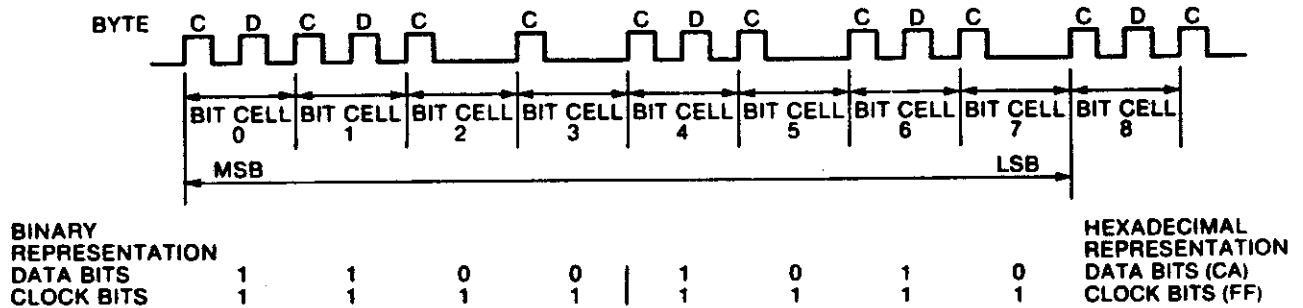 BYTE C D C D C C C D C C D C C D C
BIT CELL BIT CELL BIT CELL BIT CELL BIT CELL BIT CELL BIT CELL BIT CELL BIT CELL
0 1 2 3 4 5 6 7 8
MSB LSB
BINARY HEXADECIMAL
REPRESENTATION REPRESENTATION
DATA BITS 1 1 0 0 1 0 1 0 DATA BITS (CA)
CLOCK BITS 1 1 1 1 1 1 1 1 CLOCK BITS (FF)